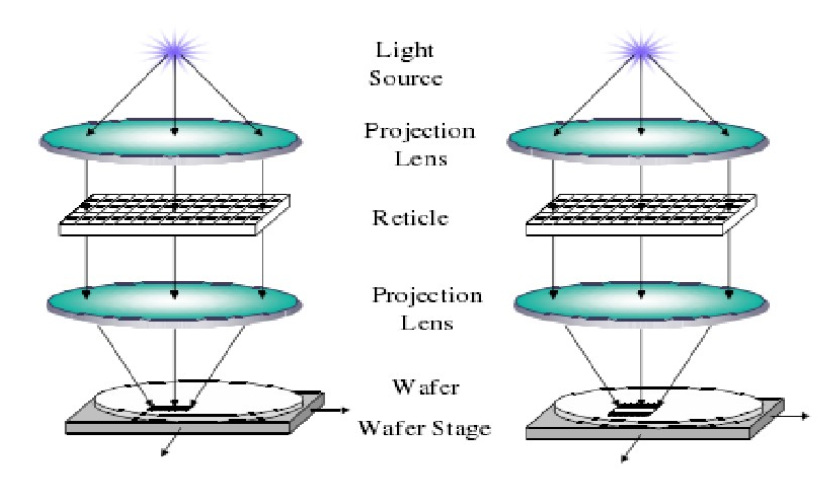 Light
Source
Projection
Lens
Reticle
Projection
Lens
Wafer
Wafer Stage